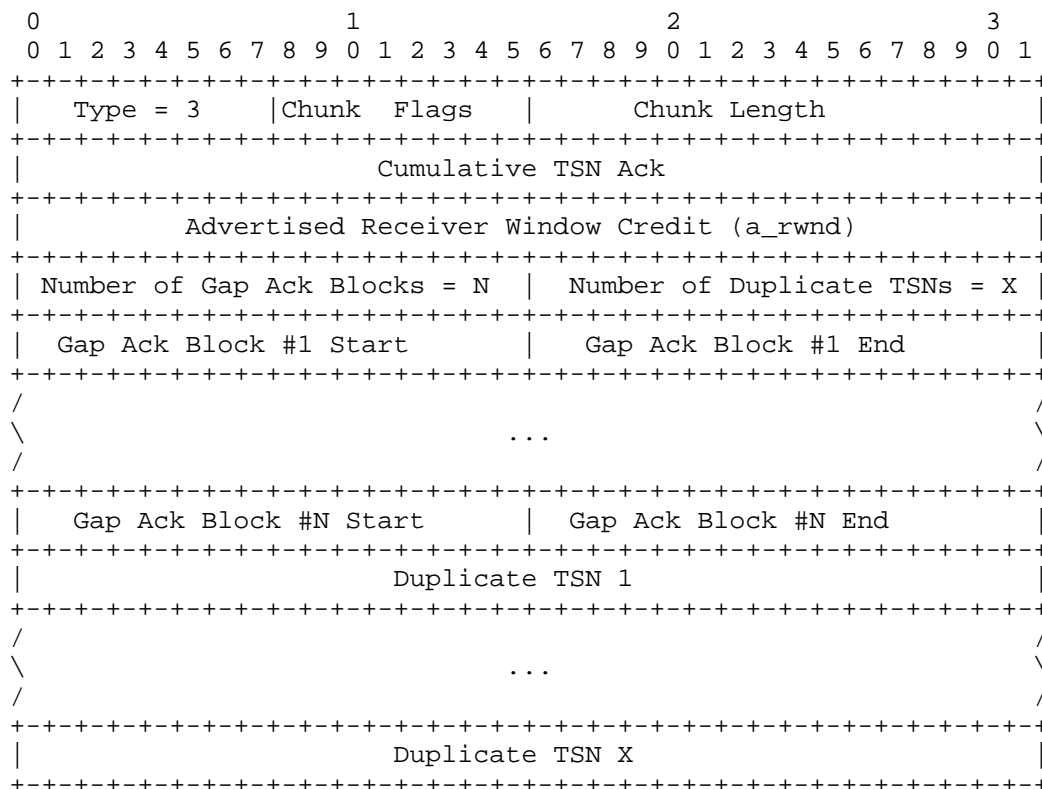 0                   1                   2                   3
0 1 2 3 4 5 6 7 8 9 0 1 2 3 4 5 6 7 8 9 0 1 2 3 4 5 6 7 8 9 0 1
+-+-+-+-+-+-+-+-+-+-+-+-+-+-+-+-+-+-+-+-+-+-+-+-+-+-+-+-+-+-+-+-+
|   Type = 3    |Chunk  Flags   |      Chunk Length             |
+-+-+-+-+-+-+-+-+-+-+-+-+-+-+-+-+-+-+-+-+-+-+-+-+-+-+-+-+-+-+-+-+
|                      Cumulative TSN Ack                       |
+-+-+-+-+-+-+-+-+-+-+-+-+-+-+-+-+-+-+-+-+-+-+-+-+-+-+-+-+-+-+-+-+
|          Advertised Receiver Window Credit (a_rwnd)           |
+-+-+-+-+-+-+-+-+-+-+-+-+-+-+-+-+-+-+-+-+-+-+-+-+-+-+-+-+-+-+-+-+
| Number of Gap Ack Blocks = N  |  Number of Duplicate TSNs = X |
+-+-+-+-+-+-+-+-+-+-+-+-+-+-+-+-+-+-+-+-+-+-+-+-+-+-+-+-+-+-+-+-+
|  Gap Ack Block #1 Start       |   Gap Ack Block #1 End        |
+-+-+-+-+-+-+-+-+-+-+-+-+-+-+-+-+-+-+-+-+-+-+-+-+-+-+-+-+-+-+-+-+
/                                                               /
\                              ...                              \
/                                                               /
+-+-+-+-+-+-+-+-+-+-+-+-+-+-+-+-+-+-+-+-+-+-+-+-+-+-+-+-+-+-+-+-+
|   Gap Ack Block #N Start      |  Gap Ack Block #N End         |
+-+-+-+-+-+-+-+-+-+-+-+-+-+-+-+-+-+-+-+-+-+-+-+-+-+-+-+-+-+-+-+-+
|                       Duplicate TSN 1                         |
+-+-+-+-+-+-+-+-+-+-+-+-+-+-+-+-+-+-+-+-+-+-+-+-+-+-+-+-+-+-+-+-+
/                                                               /
\                              ...                              \
/                                                               /
+-+-+-+-+-+-+-+-+-+-+-+-+-+-+-+-+-+-+-+-+-+-+-+-+-+-+-+-+-+-+-+-+
|                       Duplicate TSN X                         |
+-+-+-+-+-+-+-+-+-+-+-+-+-+-+-+-+-+-+-+-+-+-+-+-+-+-+-+-+-+-+-+-+